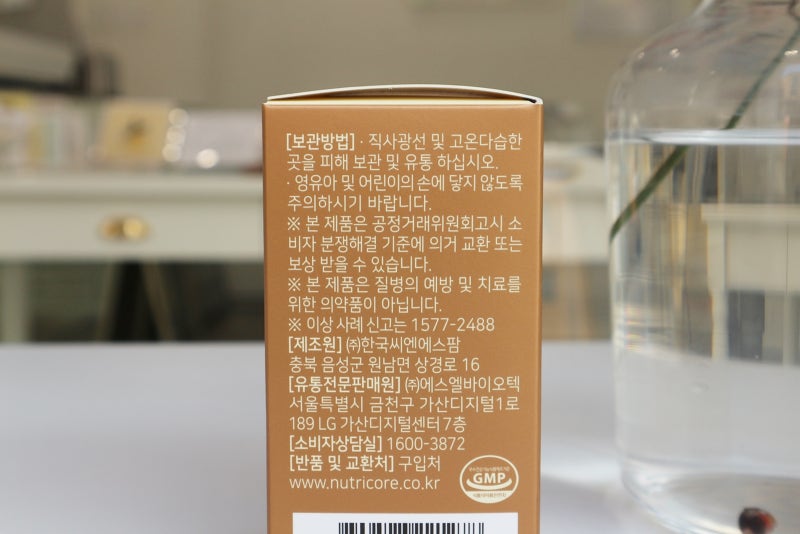 [보관방법] · 직사광선 및 고온다습한
곳을 피해 보관 및 유통 하십시오.
· 영유아 및 어린이의 손에 닿지 않도록
주의하시기 바랍니다.
※ 본 제품은 공정거래위원회고시 소
비자 분쟁해결 기준에 의거 교환 또는
보상 받을 수 있습니다.
※ 본 제품은 질병의 예방 및 치료를
위한 의약품이 아닙니다.
※ 이상 사례 신고는 1577-2488
[제조원] ㈜한국씨엔에스팜
충북 음성군 원남면 상경로 16
[유통전문판매원] ㈜에스엘바이오텍
서울특별시 금천구 가산디지털1로
189 LG 가산디지털센터 7층
[소비자상담실] 1600-3872
[반품 및 교환처] 구입처
www.nutricore.co.kr
GMP